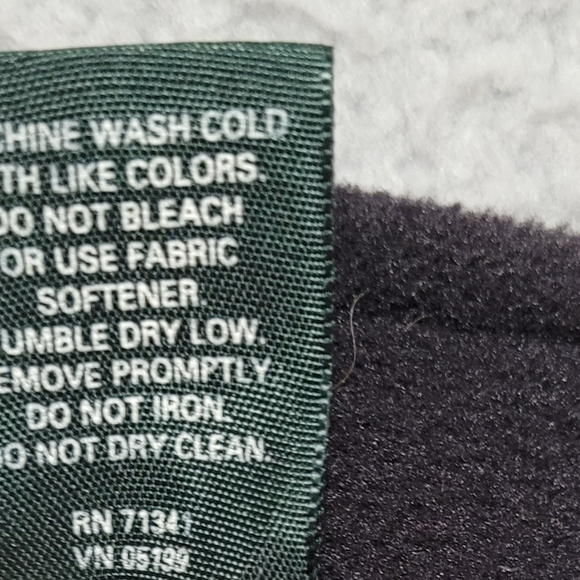 CHINE WASH COLD
TH LIKE COLORS.
DO NOT BLEACH
OR USE FABRIC
SOFTENER.
UMBLE DRY LOW.
EMOVE PROMPTLY.
DO NOT IRON.
DO NOT DRY CLEAN.
RN 71341
VN 05199